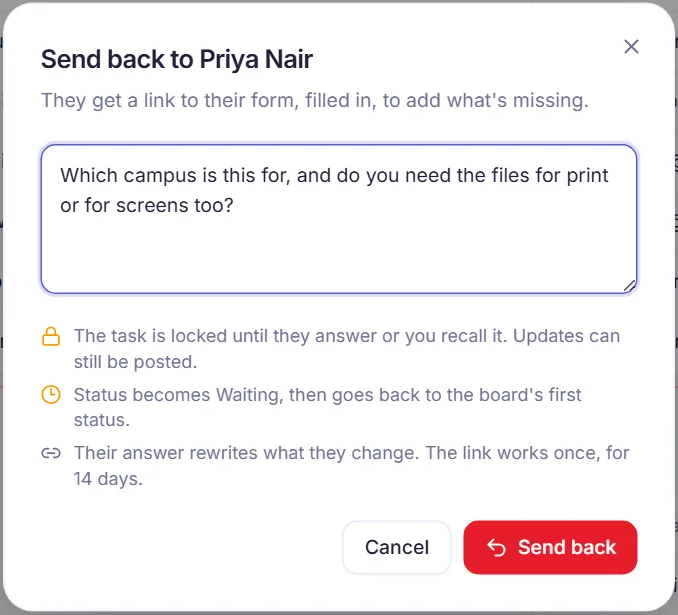 Send back to Priya Nair
They get a link to their form, filled in, to add what's missing.
Which campus is this for, and do you need the files for print
or for screens too?
The task is locked until they answer or you recall it. Updates can
still be posted.
Status becomes Waiting, then goes back to the board's first
status.
Their answer rewrites what they change. The link works once, for
14 days.
Cancel
Send back